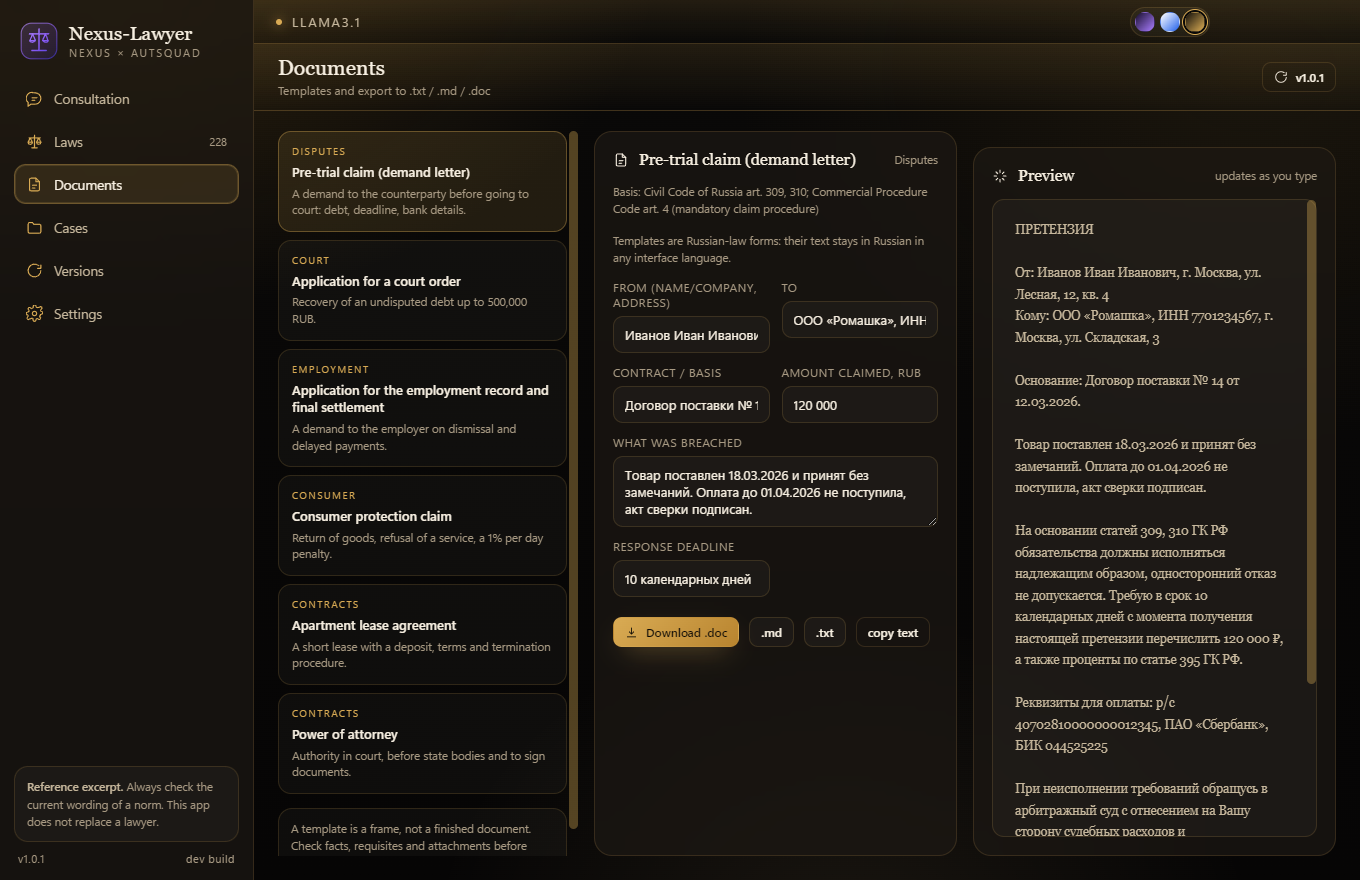 Nexus-Lawyer
NEXUS × AUTSQUAD
Consultation
Laws 228
Documents
Cases
Versions
Settings
Reference excerpt. Always check the
current wording of a norm. This app
does not replace a lawyer.
v1.0.1 dev build
LLAMA3.1
Documents
Templates and export to .txt / .md / .doc
v1.0.1
DISPUTES
Pre-trial claim (demand letter)
A demand to the counterparty before going to
court: debt, deadline, bank details.
COURT
Application for a court order
Recovery of an undisputed debt up to 500,000
RUB.
EMPLOYMENT
Application for the employment record and
final settlement
A demand to the employer on dismissal and
delayed payments.
CONSUMER
Consumer protection claim
Return of goods, refusal of a service, a 1% per day
penalty.
CONTRACTS
Apartment lease agreement
A short lease with a deposit, terms and termination
procedure.
CONTRACTS
Power of attorney
Authority in court, before state bodies and to sign
documents.
A template is a frame, not a finished document.
Check facts, requisites and attachments before
Pre-trial claim (demand letter) Disputes
Basis: Civil Code of Russia art. 309, 310; Commercial Procedure
Code art. 4 (mandatory claim procedure)
Templates are Russian-law forms: their text stays in Russian in
any interface language.
FROM (NAME/COMPANY,
ADDRESS)
Иванов Иван Иванови
TO
ООО «Ромашка», ИНН
CONTRACT / BASIS
Договор поставки № 1
AMOUNT CLAIMED, RUB
120 000
WHAT WAS BREACHED
Товар поставлен 18.03.2026 и принят без
замечаний. Оплата до 01.04.2026 не поступила,
акт сверки подписан.
RESPONSE DEADLINE
10 календарных дней
Download .doc .md .txt copy text
Preview updates as you type
ПРЕТЕНЗИЯ
От: Иванов Иван Иванович, г. Москва, ул.
Лесная, 12, кв. 4
Кому: ООО «Ромашка», ИНН 7701234567, г.
Москва, ул. Складская, 3
Основание: Договор поставки № 14 от
12.03.2026.
Товар поставлен 18.03.2026 и принят без
замечаний. Оплата до 01.04.2026 не
поступила, акт сверки подписан.
На основании статей 309, 310 ГК РФ
обязательства должны исполняться
надлежащим образом, односторонний отказ
не допускается. Требую в срок 10
календарных дней с момента получения
настоящей претензии перечислить 120 000 ₽,
а также проценты по статье 395 ГК РФ.
Реквизиты для оплаты: р/с
40702810000000012345, ПАО «Сбербанк»,
БИК 044525225
При неисполнении требований обращусь в
арбитражный суд с отнесением на Вашу
сторону судебных расходов и